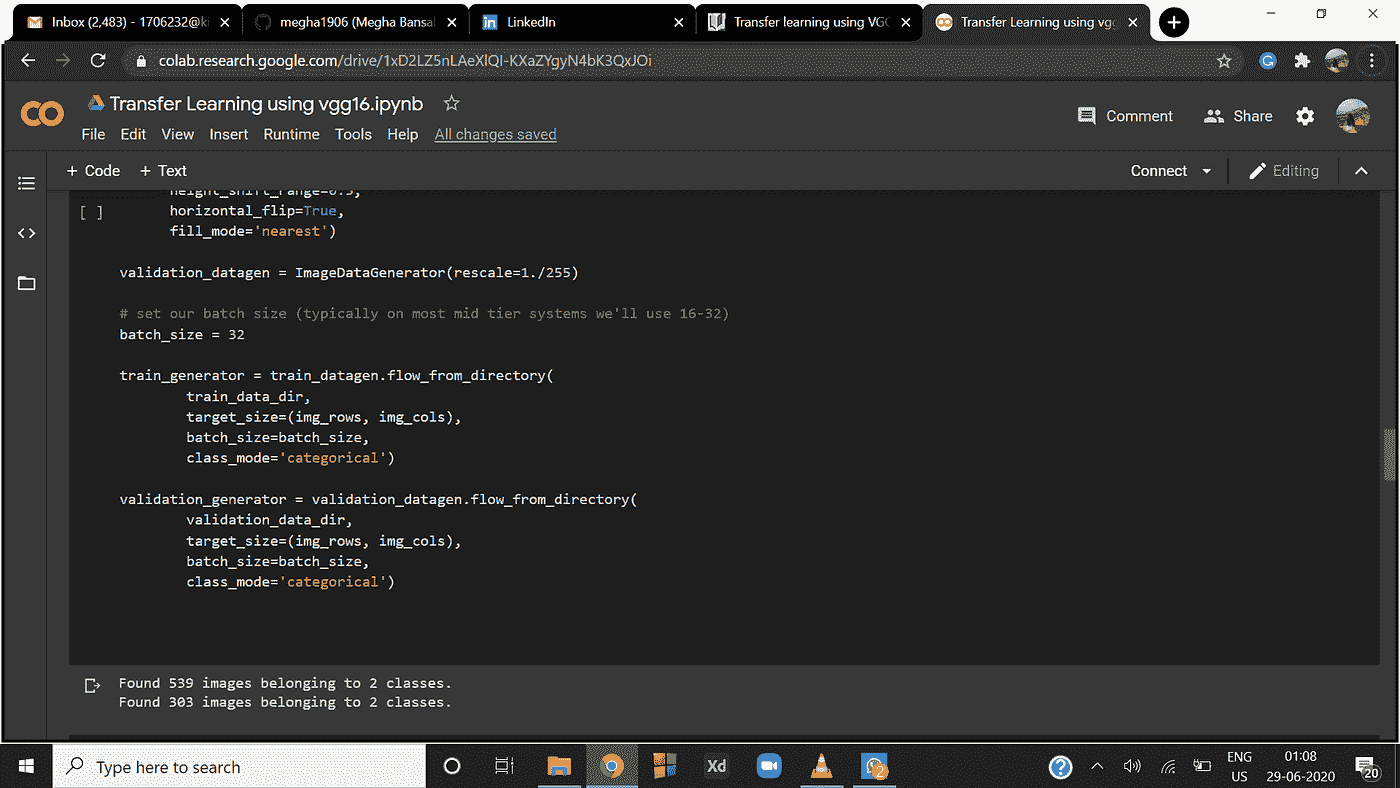 Inbox (2,483) - 1706232@ki
megha1906 (Megha Bansal
LinkedIn
Transfer learning using VGG
Transfer Learning using vgg
colab.research.google.com/drive/1xD2LZ5nLAeXlQI-KXaZYgyN4bK3QxJOi
Transfer Learning using vgg16.ipynb
File Edit View Insert Runtime Tools Help All changes saved
Comment Share
+ Code + Text
Connect Editing
height_shift_range=0.3,
[ ] horizontal_flip=True,
fill_mode='nearest')
validation_datagen = ImageDataGenerator(rescale=1./255)
# set our batch size (typically on most mid tier systems we'll use 16-32)
batch_size = 32
train_generator = train_datagen.flow_from_directory(
train_data_dir,
target_size=(img_rows, img_cols),
batch_size=batch_size,
class_mode='categorical')
validation_generator = validation_datagen.flow_from_directory(
validation_data_dir,
target_size=(img_rows, img_cols),
batch_size=batch_size,
class_mode='categorical')
Found 539 images belonging to 2 classes.
Found 303 images belonging to 2 classes.
Type here to search
Xd
2
ENG
US
01:08
29-06-2020
20